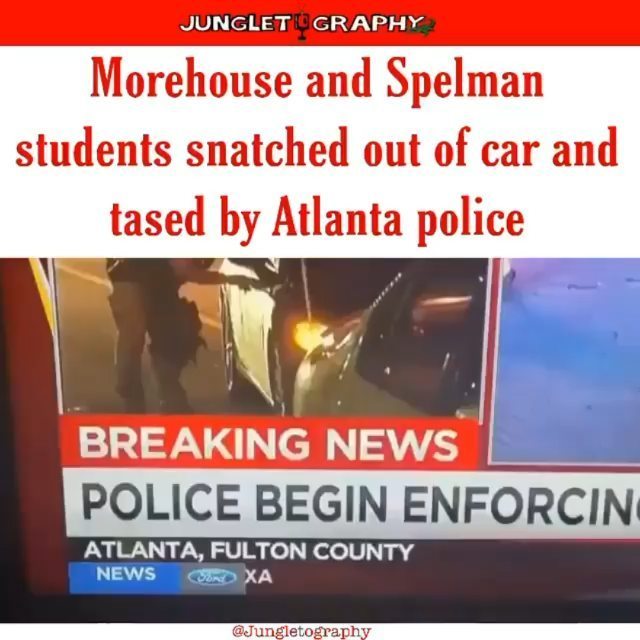 JUNGLETOGRAPHY
Morehouse and Spelman
students snatched out of car and
tased by Atlanta police
BREAKING NEWS
POLICE BEGIN ENFORCING
ATLANTA, FULTON COUNTY
NEWS Ford XA
@Jungletography